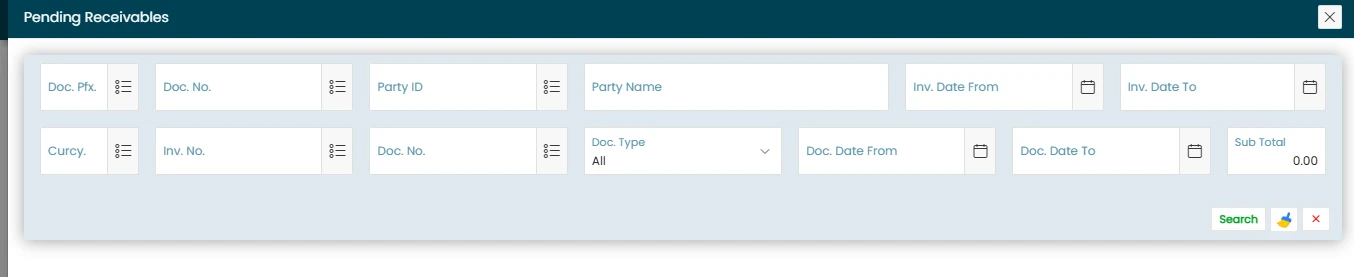 Pending Receivables
Doc. Pfx. Doc. No. Party ID Party Name Inv. Date From Inv. Date To
Curcy. Inv. No. Doc. No. Doc. Type Doc. Date From Doc. Date To Sub Total
All 0.00
Search